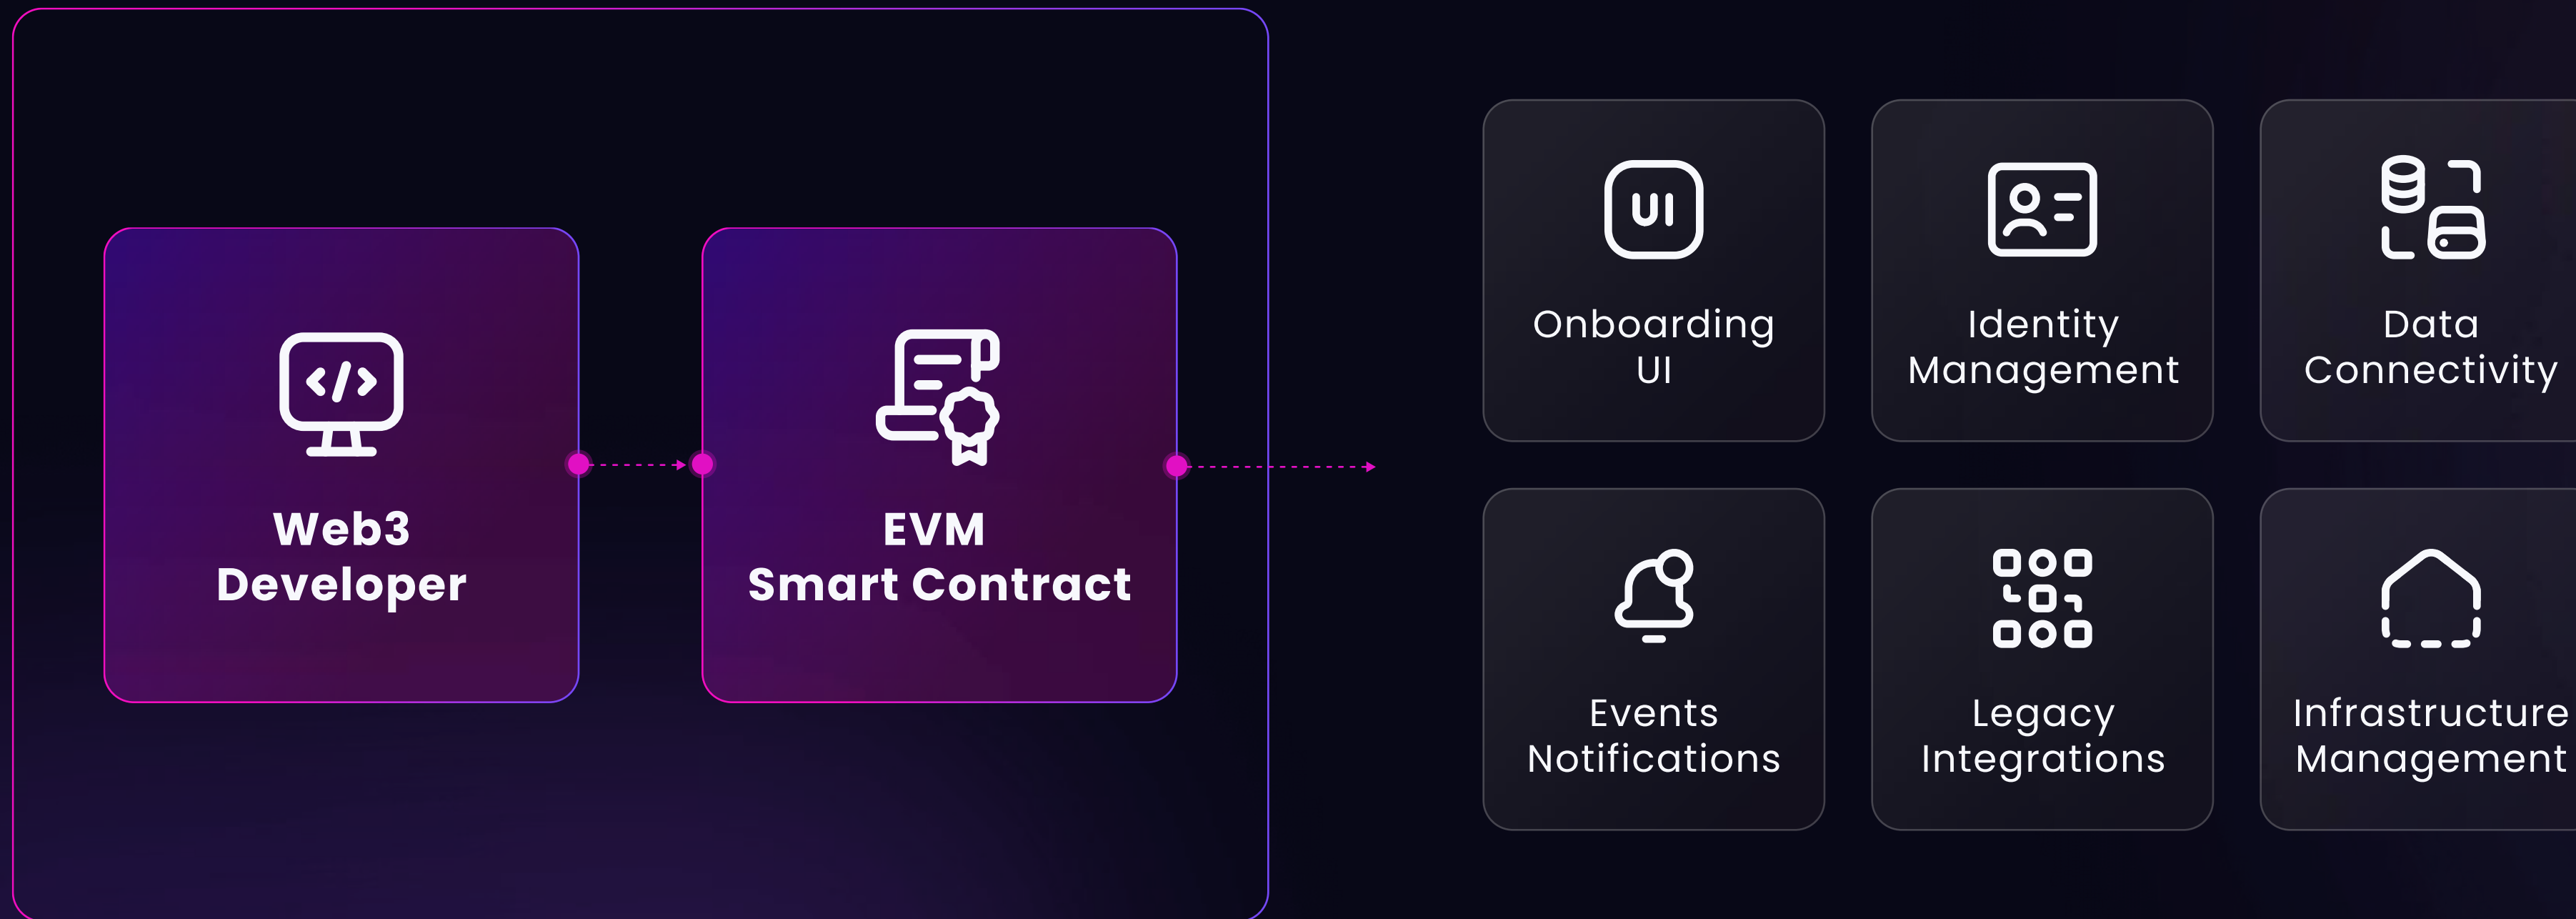 Web3
Developer
EVM
Smart Contract
UI
Onboarding
UI
Identity
Management
Data
Connectivity
Events
Notifications
Legacy
Integrations
Infrastructure
Management